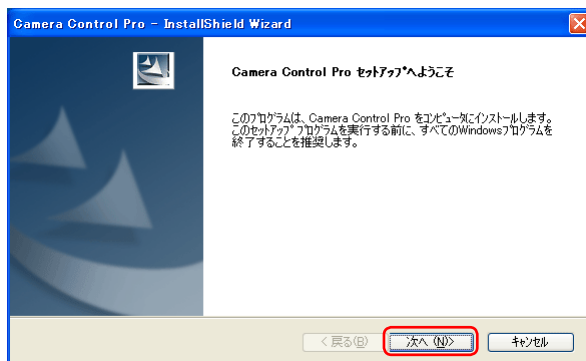 Camera Control Pro - InstallShield Wizard
Camera Control Pro ｾｯﾄｱｯﾌﾟへようこそ
このﾌﾟﾛｸﾞﾗﾑは、Camera Control Pro をｺﾝﾋﾟｭｰﾀにｲﾝｽﾄｰﾙします。
このｾｯﾄｱｯﾌﾟ ﾌﾟﾛｸﾞﾗﾑを実行する前に、すべてのWindowsﾌﾟﾛｸﾞﾗﾑを
終了することを推奨します。
< 戻る(B)
次へ (N)>
ｷｬﾝｾﾙ